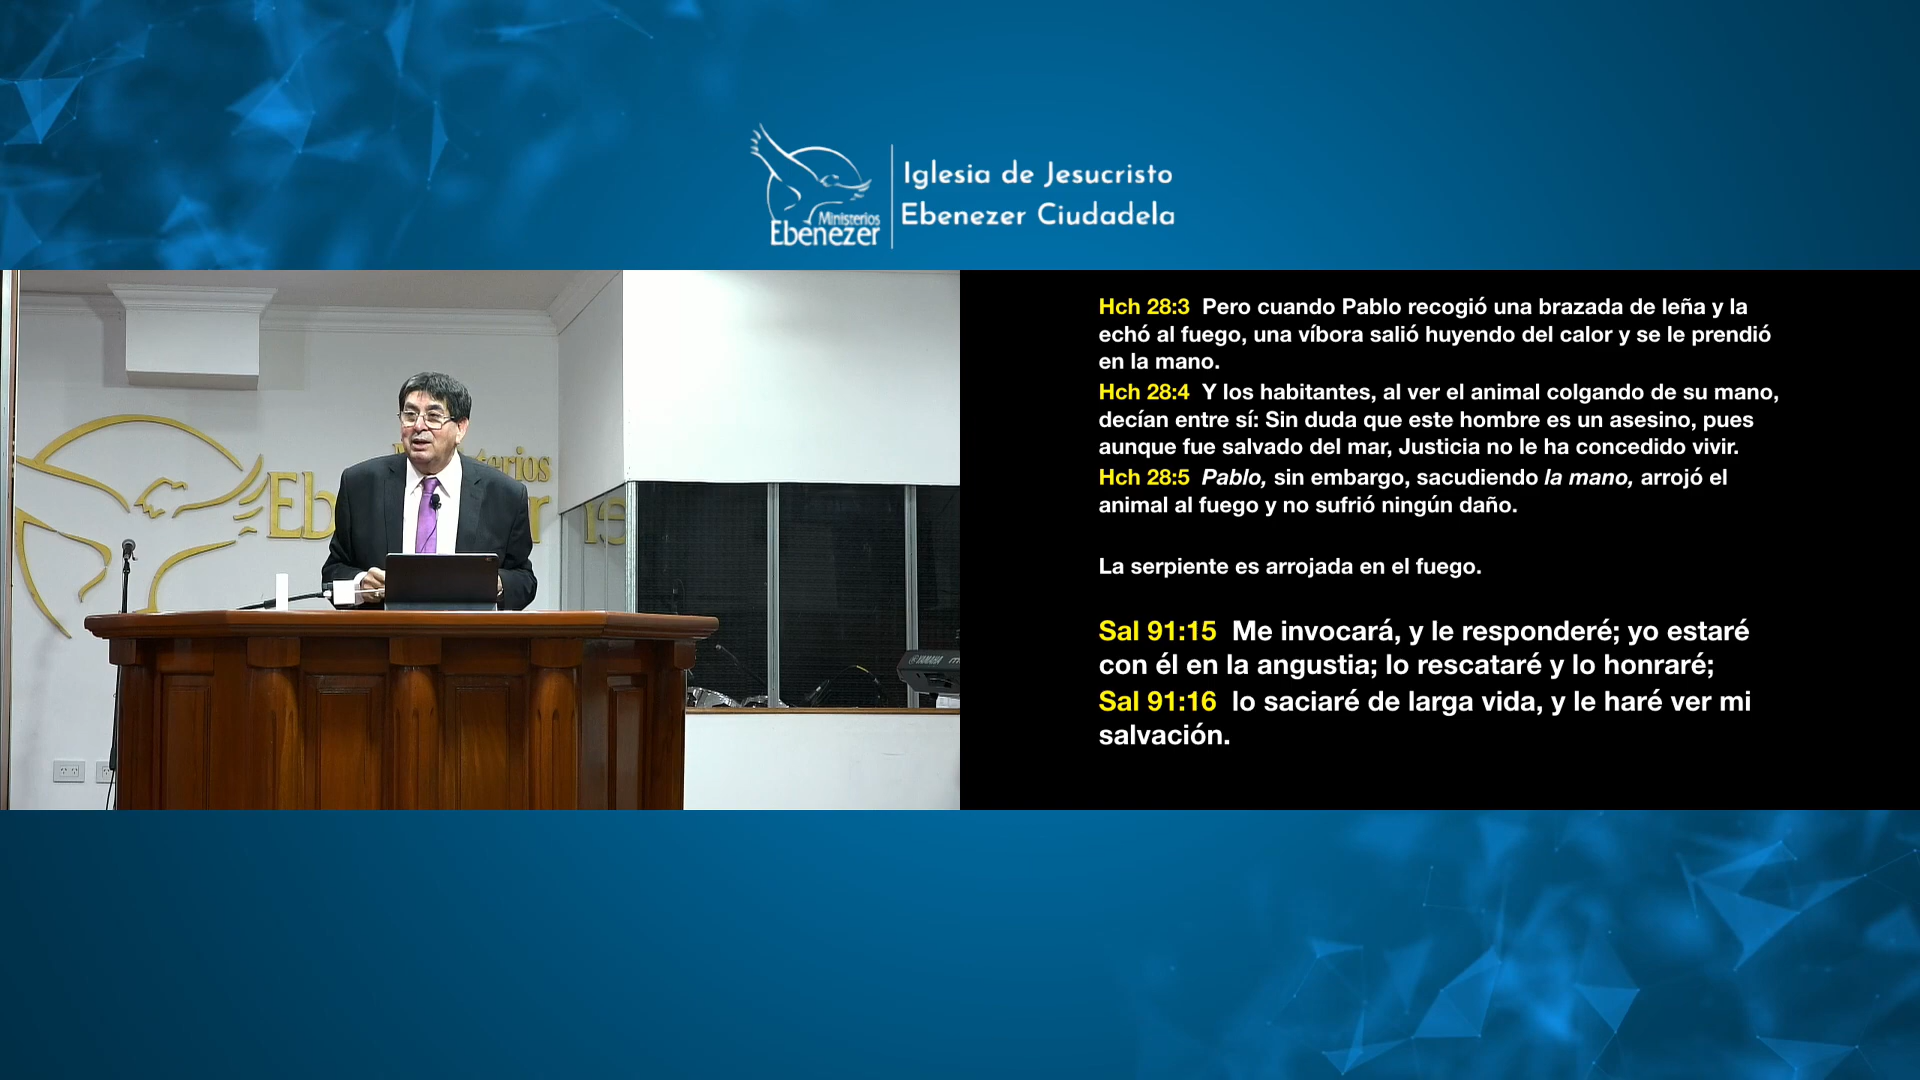 Ministerios
Ebenezer
Iglesia de Jesucristo
Ebenezer Ciudadela
Hch 28:3 Pero cuando Pablo recogió una brazada de leña y la
echó al fuego, una víbora salió huyendo del calor y se le prendió
en la mano.
Hch 28:4 Y los habitantes, al ver el animal colgando de su mano,
decían entre sí: Sin duda que este hombre es un asesino, pues
aunque fue salvado del mar, Justicia no le ha concedido vivir.
Hch 28:5 Pablo, sin embargo, sacudiendo la mano, arrojó el
animal al fuego y no sufrió ningún daño.
La serpiente es arrojada en el fuego.
Sal 91:15 Me invocará, y le responderé; yo estaré
con él en la angustia; lo rescataré y lo honraré;
Sal 91:16 lo saciaré de larga vida, y le haré ver mi
salvación.
YAMAHA